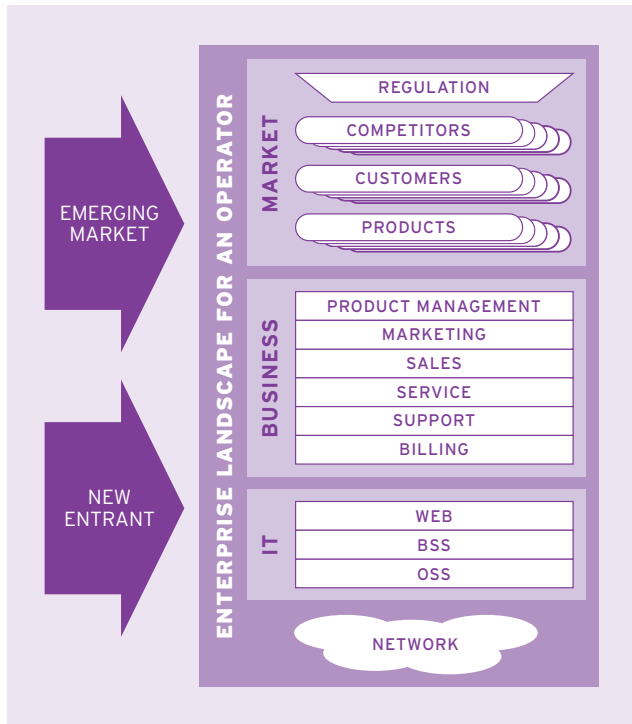 EMERGING
MARKET
NEW
ENTRANT
ENTERPRISE LANDSCAPE FOR AN OPERATOR
MARKET
REGULATION
COMPETITORS
CUSTOMERS
PRODUCTS
BUSINESS
PRODUCT MANAGEMENT
MARKETING
SALES
SERVICE
SUPPORT
BILLING
IT
WEB
BSS
OSS
NETWORK